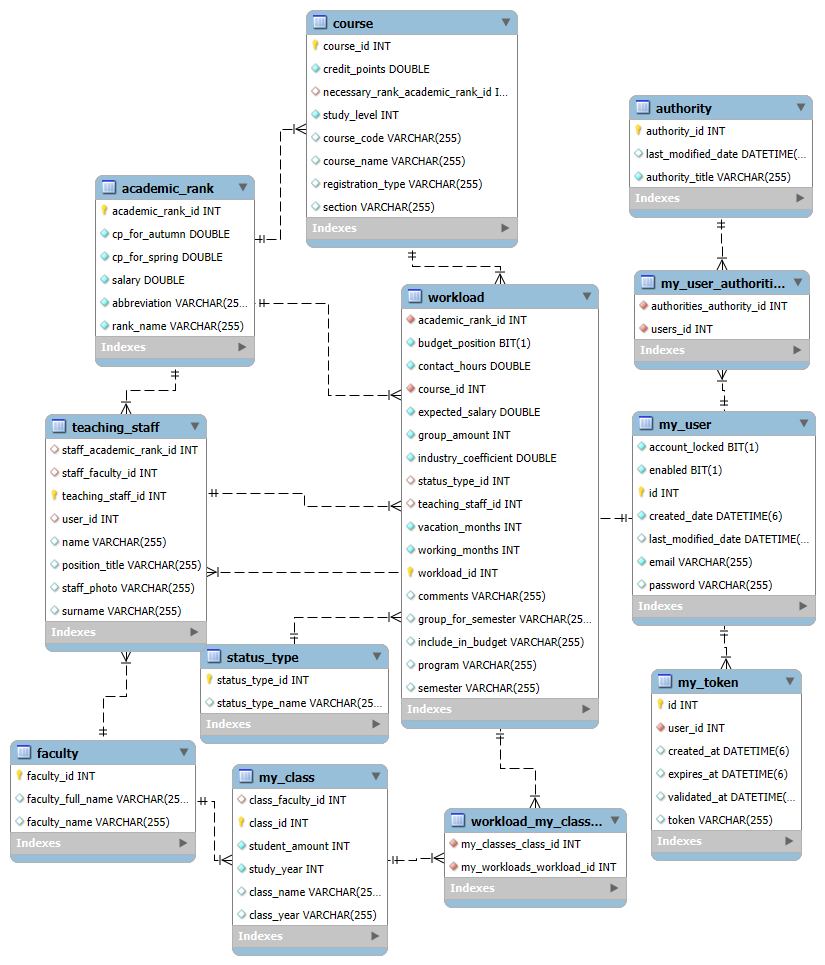 course
course_id INT
credit_points DOUBLE
necessary_rank_academic_rank_id I...
study_level INT
course_code VARCHAR(255)
course_name VARCHAR(255)
registration_type VARCHAR(255)
section VARCHAR(255)
Indexes
authority
authority_id INT
last_modified_date DATETIME(...
authority_title VARCHAR(255)
Indexes
academic_rank
academic_rank_id INT
cp_for_autumn DOUBLE
cp_for_spring DOUBLE
salary DOUBLE
abbreviation VARCHAR(25...
rank_name VARCHAR(255)
Indexes
my_user_authoriti...
authorities_authority_id INT
users_id INT
Indexes
workload
academic_rank_id INT
budget_position BIT(1)
contact_hours DOUBLE
course_id INT
expected_salary DOUBLE
group_amount INT
industry_coefficient DOUBLE
status_type_id INT
teaching_staff_id INT
vacation_months INT
working_months INT
workload_id INT
comments VARCHAR(255)
group_for_semester VARCHAR(25...
include_in_budget VARCHAR(255)
program VARCHAR(255)
semester VARCHAR(255)
Indexes
teaching_staff
staff_academic_rank_id INT
staff_faculty_id INT
teaching_staff_id INT
user_id INT
name VARCHAR(255)
position_title VARCHAR(255)
staff_photo VARCHAR(255)
surname VARCHAR(255)
Indexes
my_user
account_locked BIT(1)
enabled BIT(1)
id INT
created_date DATETIME(6)
last_modified_date DATETIME(...
email VARCHAR(255)
password VARCHAR(255)
Indexes
status_type
status_type_id INT
status_type_name VARCHAR(25...
Indexes
my_token
id INT
user_id INT
created_at DATETIME(6)
expires_at DATETIME(6)
validated_at DATETIME(...
token VARCHAR(255)
Indexes
faculty
faculty_id INT
faculty_full_name VARCHAR(25...
faculty_name VARCHAR(255)
Indexes
my_class
class_faculty_id INT
class_id INT
student_amount INT
study_year INT
class_name VARCHAR(25...
class_year VARCHAR(255)
Indexes
workload_my_class...
my_classes_class_id INT
my_workloads_workload_id INT
Indexes